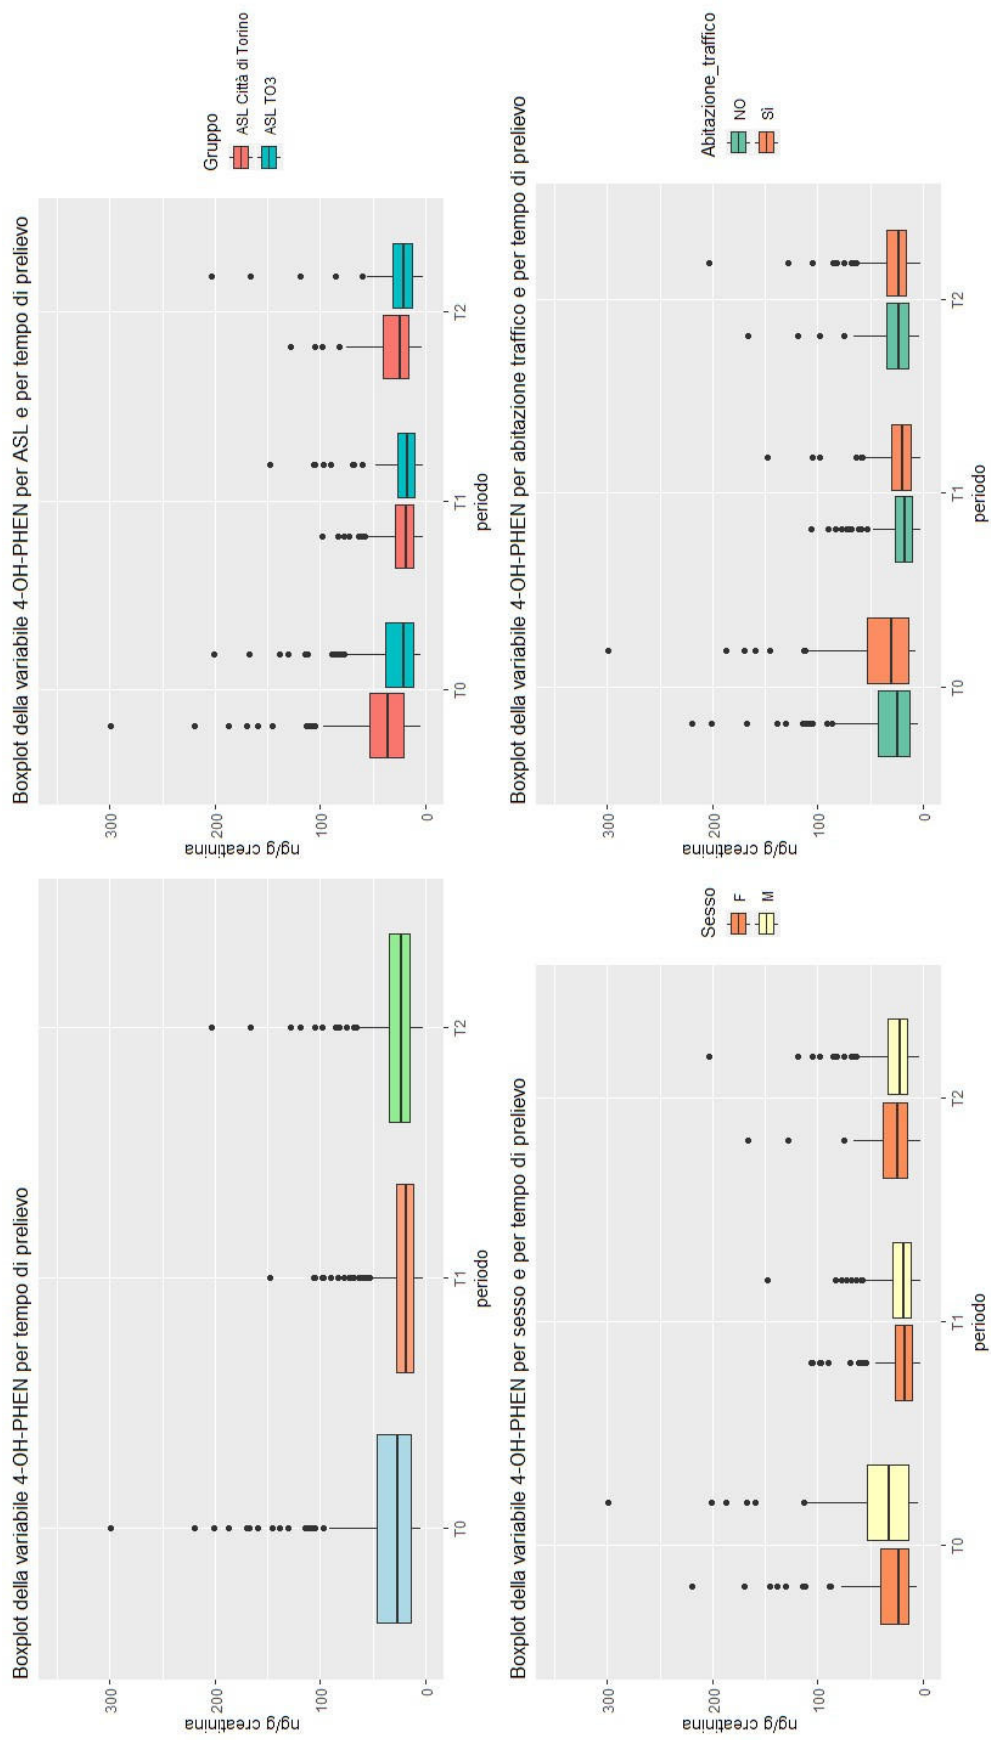 Boxplot della variabile 4-OH-PHEN per tempo di prelievo
ng/g creatinina
300
200
100
0
T0
T1
T2
periodo
Boxplot della variabile 4-OH-PHEN per ASL e per tempo di prelievo
ng/g creatinina
300
200
100
0
T0
T1
T2
periodo
Gruppo
ASL Città di Torino
ASL TO3
Boxplot della variabile 4-OH-PHEN per sesso e per tempo di prelievo
ng/g creatinina
300
200
100
0
T0
T1
T2
periodo
Sesso
F
M
Boxplot della variabile 4-OH-PHEN per abitazione traffico e per tempo di prelievo
ng/g creatinina
300
200
100
0
T0
T1
T2
periodo
Abitazione_traffico
NO
Sì